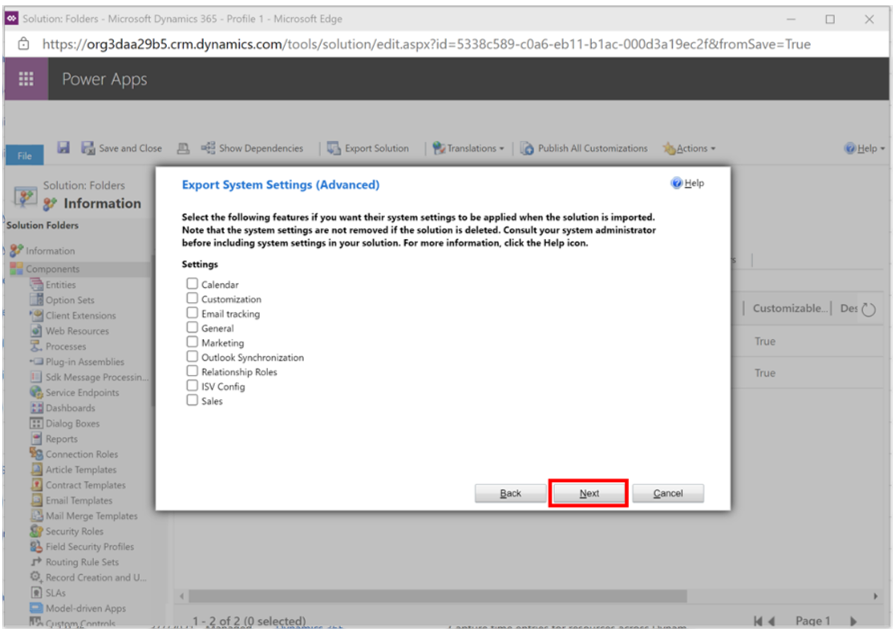 Solution: Folders - Microsoft Dynamics 365 - Profile 1 - Microsoft Edge
https://org3daa29b5.crm.dynamics.com/tools/solution/edit.aspx?id=5338c589-c0a6-eb11-b1ac-000d3a19ec2f&fromSave=True
Power Apps
File
Save and Close
Show Dependencies
Export Solution
Translations
Publish All Customizations
Actions
Help
Solution: Folders
Information
Solution Folders
Information
Components
Entities
Option Sets
Client Extensions
Web Resources
Processes
Plug-in Assemblies
Sdk Message Processin...
Service Endpoints
Dashboards
Dialog Boxes
Reports
Connection Roles
Article Templates
Contract Templates
Email Templates
Mail Merge Templates
Security Roles
Field Security Profiles
Routing Rule Sets
Record Creation and U...
SLAs
Model-driven Apps
Custom Controls
Export System Settings (Advanced)
Help
Select the following features if you want their system settings to be applied when the solution is imported.
Note that the system settings are not removed if the solution is deleted. Consult your system administrator
before including system settings in your solution. For more information, click the Help icon.
Settings
Calendar
Customization
Email tracking
General
Marketing
Outlook Synchronization
Relationship Roles
ISV Config
Sales
Back
Next
Cancel
Customizable...
True
True
1 - 2 of 2 (0 selected)
Page 1